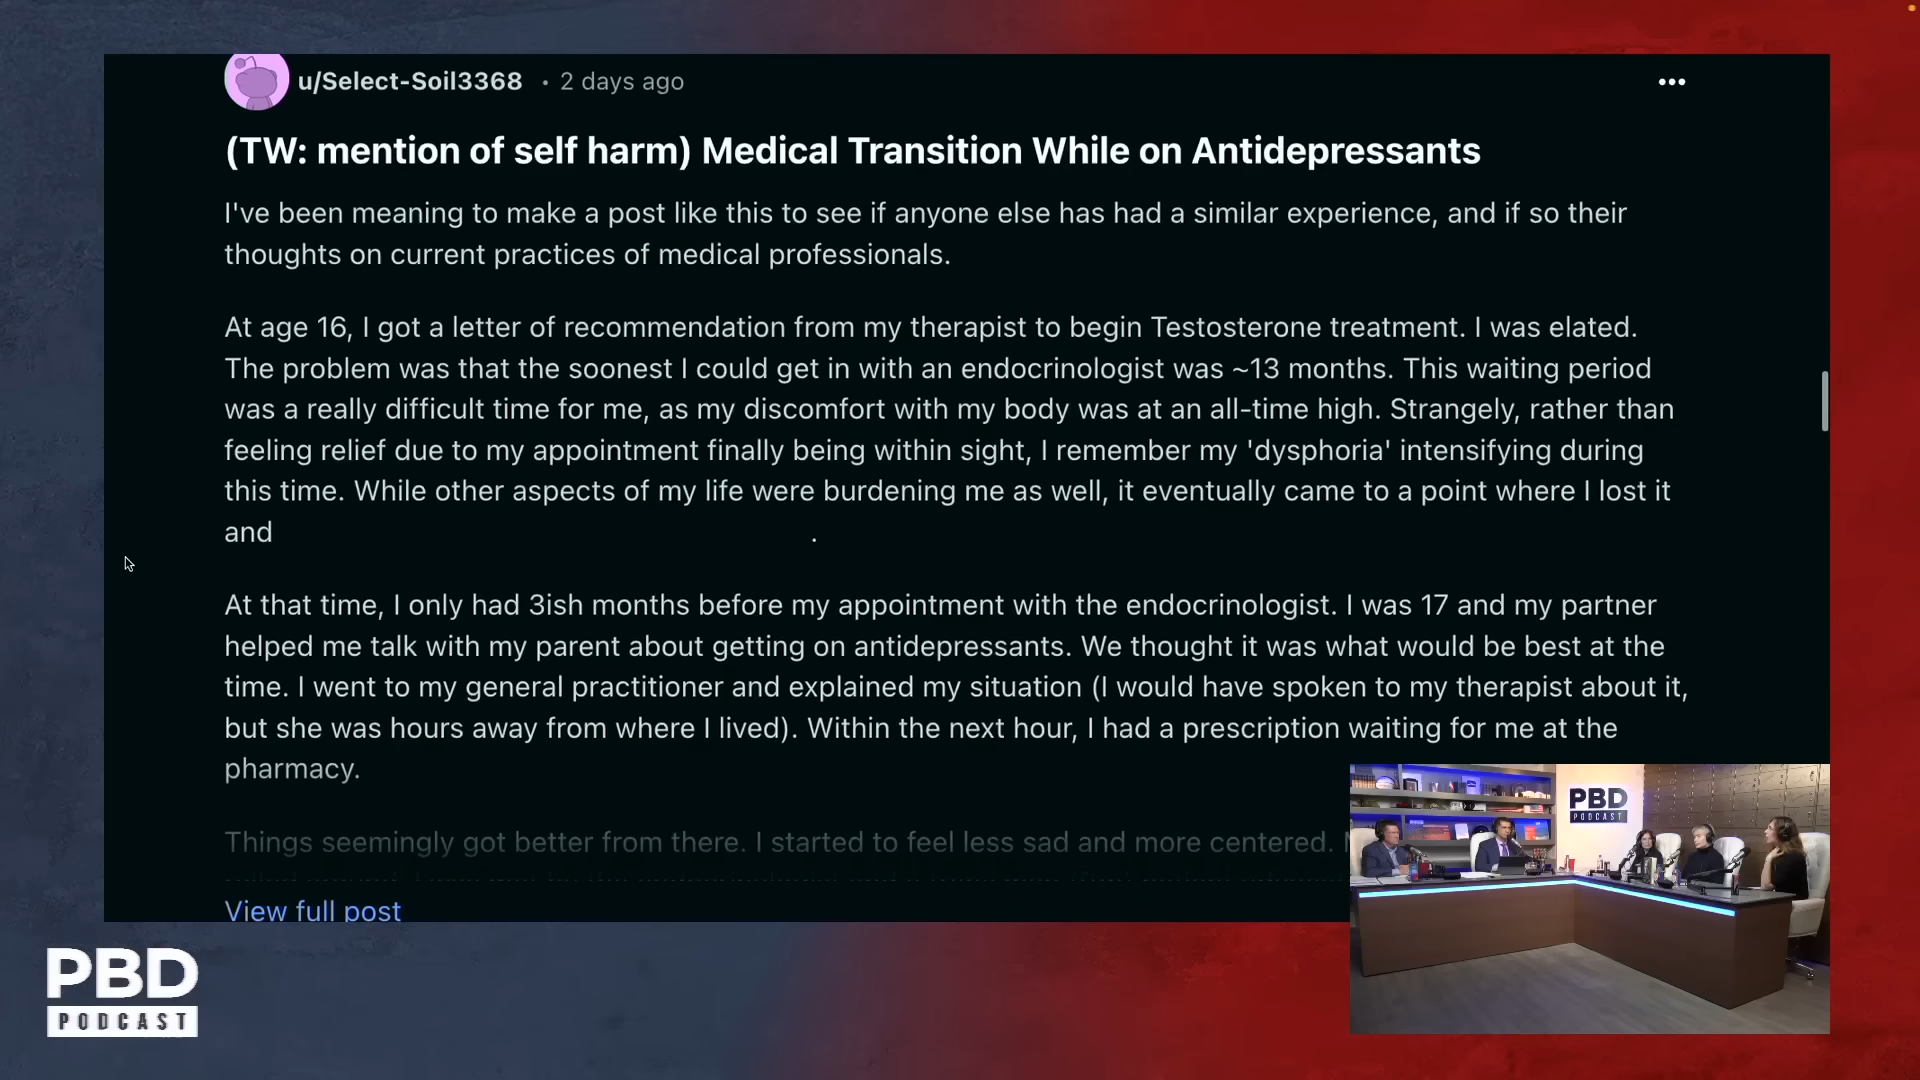 u/Select-Soil3368 • 2 days ago
(TW: mention of self harm) Medical Transition While on Antidepressants
I've been meaning to make a post like this to see if anyone else has had a similar experience, and if so their
thoughts on current practices of medical professionals.
At age 16, I got a letter of recommendation from my therapist to begin Testosterone treatment. I was elated.
The problem was that the soonest I could get in with an endocrinologist was ~13 months. This waiting period
was a really difficult time for me, as my discomfort with my body was at an all-time high. Strangely, rather than
feeling relief due to my appointment finally being within sight, I remember my 'dysphoria' intensifying during
this time. While other aspects of my life were burdening me as well, it eventually came to a point where I lost it
and .
At that time, I only had 3ish months before my appointment with the endocrinologist. I was 17 and my partner
helped me talk with my parent about getting on antidepressants. We thought it was what would be best at the
time. I went to my general practitioner and explained my situation (I would have spoken to my therapist about it,
but she was hours away from where I lived). Within the next hour, I had a prescription waiting for me at the
pharmacy.
Things seemingly got better from there. I started to feel less sad and more centered.
View full post
PBD
PODCAST
PBD
PODCAST